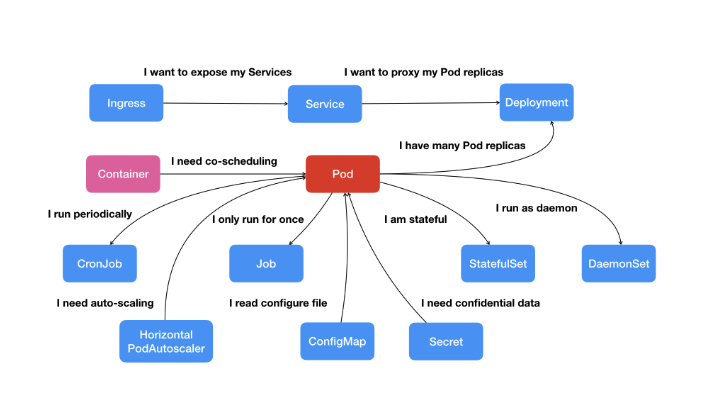 I want to expose my Services
I want to proxy my Pod replicas
Ingress
Service
Deployment
I have many Pod replicas
I need co-scheduling
Container
Pod
I run periodically
I only run for once
I am stateful
I run as daemon
CronJob
Job
StatefulSet
DaemonSet
I need auto-scaling
I read configure file
I need confidential data
Horizontal
PodAutoscaler
ConfigMap
Secret